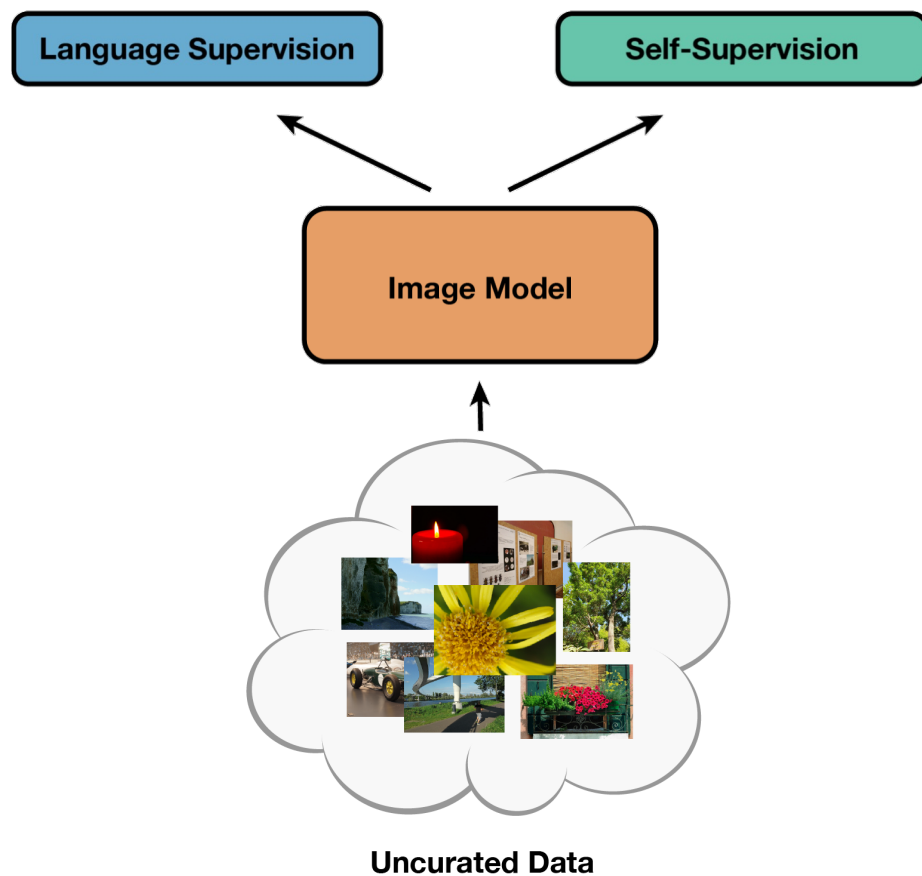 Language Supervision
Self-Supervision
Image Model
Uncurated Data